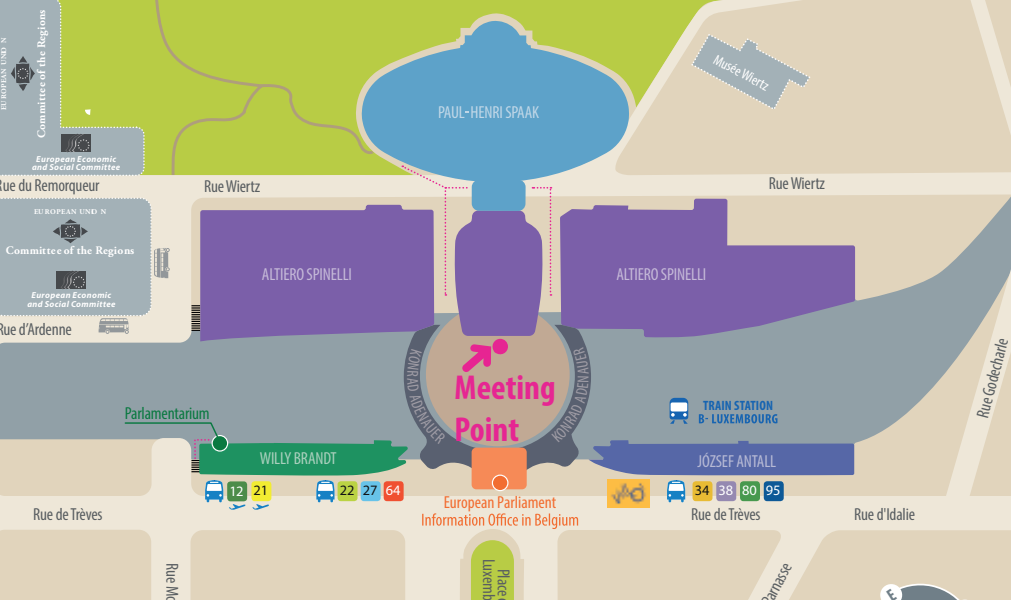 EUROPEAN UNION
Committee of the Regions
European Economic
and Social Committee
Rue du Remorqueur
EUROPEAN UNION
Committee of the Regions
European Economic
and Social Committee
Rue d'Ardenne
PAUL-HENRI SPAAK
Musée Wiertz
Rue Wiertz
Rue Wiertz
ALTIERO SPINELLI
ALTIERO SPINELLI
KONRAD ADENAUER
KONRAD ADENAUER
Meeting
Point
Rue Godecharle
TRAIN STATION
B- LUXEMBOURG
Parlamentarium
WILLY BRANDT
JÓZSEF ANTALL
12 21
22 27 64
34 38 80 95
European Parliament
Information Office in Belgium
Rue de Trèves
Rue de Trèves
Rue d'Idalie
Rue Mo
Place d
Luxemb
Parnasse
E